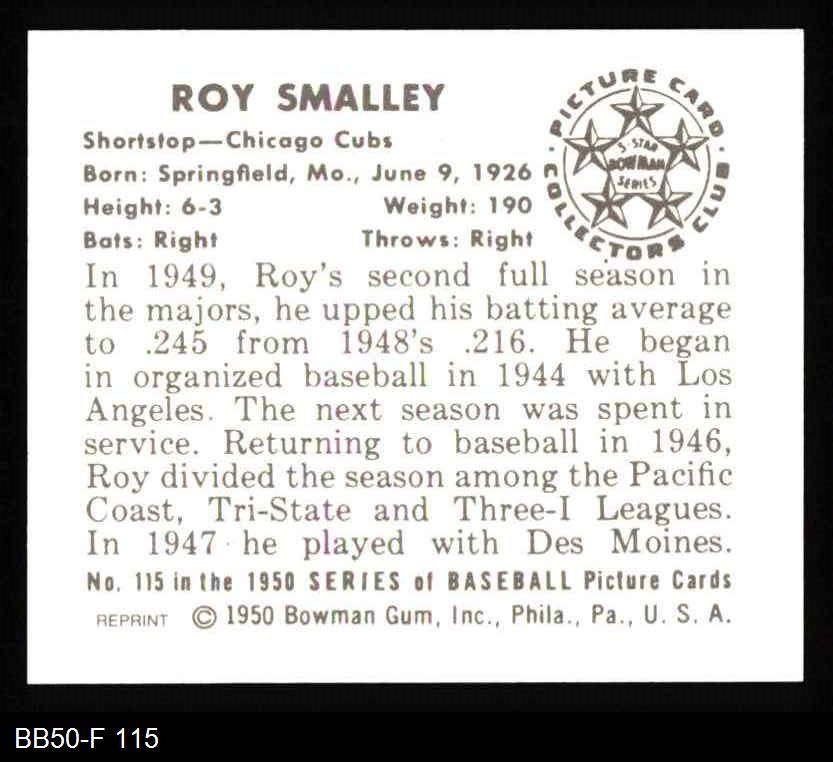 ROY SMALLEY
Shortstop—Chicago Cubs
Born: Springfield, Mo., June 9, 1926
Height: 6-3 Weight: 190
Bats: Right Throws: Right
PICTURE CARD
COLLECTORS CLUB
5-STAR
BOWMAN
SERIES
In 1949, Roy's second full season in
the majors, he upped his batting average
to .245 from 1948's .216. He began
in organized baseball in 1944 with Los
Angeles. The next season was spent in
service. Returning to baseball in 1946,
Roy divided the season among the Pacific
Coast, Tri-State and Three-I Leagues.
In 1947 he played with Des Moines.
No. 115 in the 1950 SERIES of BASEBALL Picture Cards
REPRINT © 1950 Bowman Gum, Inc., Phila., Pa., U. S. A.
BB50-F 115